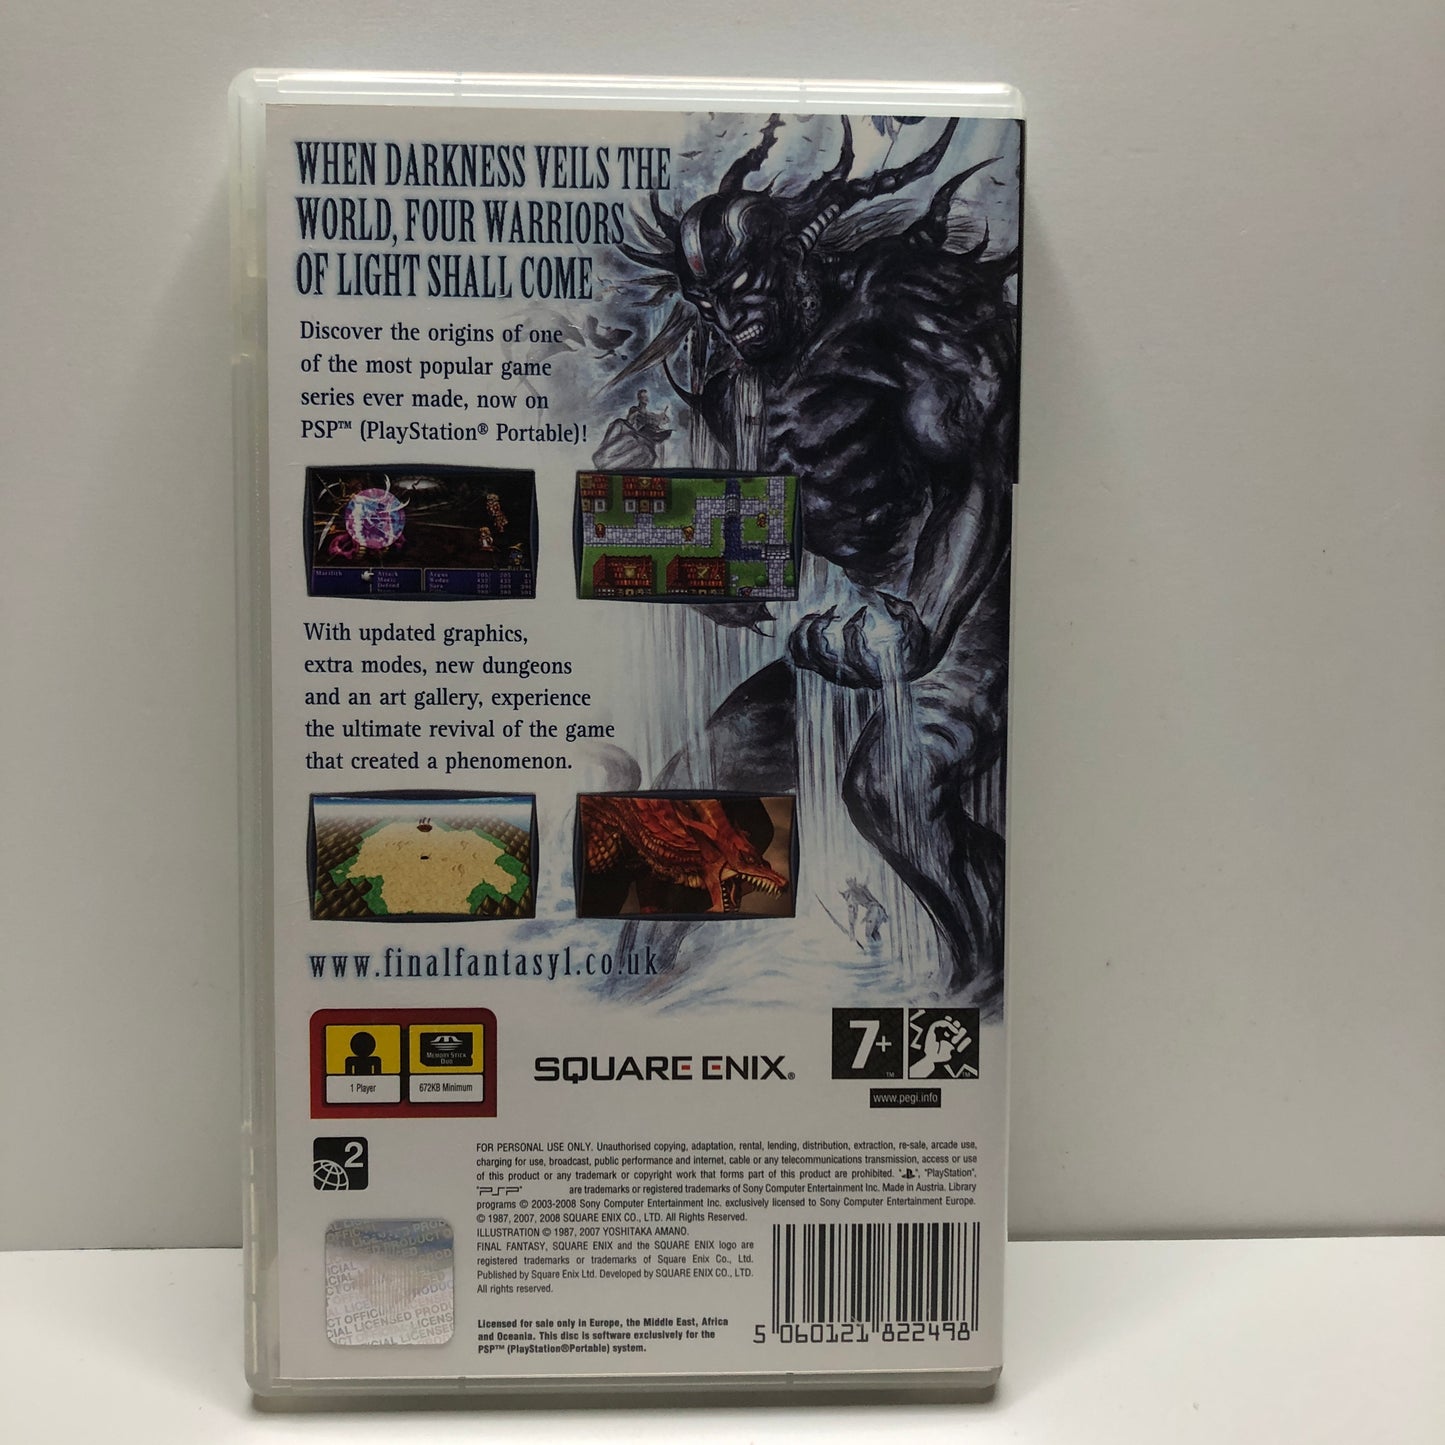 WHEN DARKNESS VEILS THE
WORLD, FOUR WARRIORS
OF LIGHT SHALL COME
Discover the origins of one
of the most popular game
series ever made, now on
PSP™ (PlayStation® Portable)!
Marilith
Attack
Magic
Defend
With updated graphics,
extra modes, new dungeons
and an art gallery, experience
the ultimate revival of the game
that created a phenomenon.
www.finalfantasy1.co.uk
1 Player
MEMORY STICK
DUO
672KB Minimum
SQUARE ENIX®
7+
™
™
www.pegi.info
2
FOR PERSONAL USE ONLY. Unauthorised copying, adaptation, rental, lending, distribution, extraction, re-sale, arcade use,
charging for use, broadcast, public performance and internet, cable or any telecommunications transmission, access or use
of this product or any trademark or copyright work that forms part of this product are prohibited. " ", "PlayStation",
"PSP" are trademarks or registered trademarks of Sony Computer Entertainment Inc. Made in Austria. Library
programs © 2003-2008 Sony Computer Entertainment Inc. exclusively licensed to Sony Computer Entertainment Europe.
© 1987, 2007, 2008 SQUARE ENIX CO., LTD. All Rights Reserved.
ILLUSTRATION © 1987, 2007 YOSHITAKA AMANO.
FINAL FANTASY, SQUARE ENIX and the SQUARE ENIX logo are
registered trademarks or trademarks of Square Enix Co., Ltd.
Published by Square Enix Ltd. Developed by SQUARE ENIX CO., LTD.
All rights reserved.
Licensed for sale only in Europe, the Middle East, Africa
and Oceania. This disc is software exclusively for the
PSP™ (PlayStation®Portable) system.
5 060121 822498